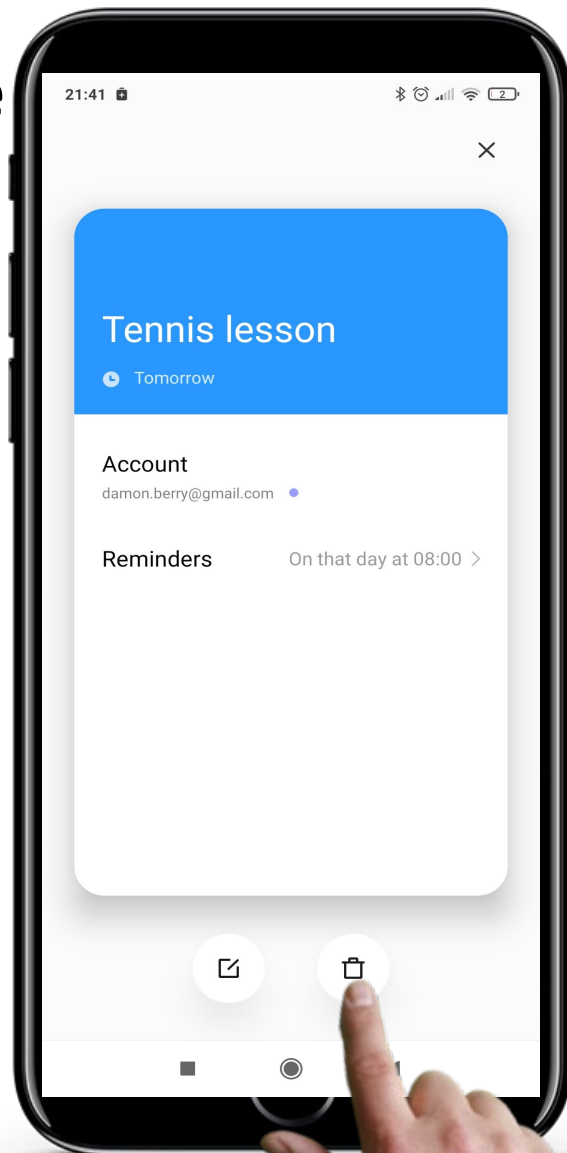 21:41
2
Tennis lesson
Tomorrow
Account
damon.berry@gmail.com
Reminders On that day at 08:00 >